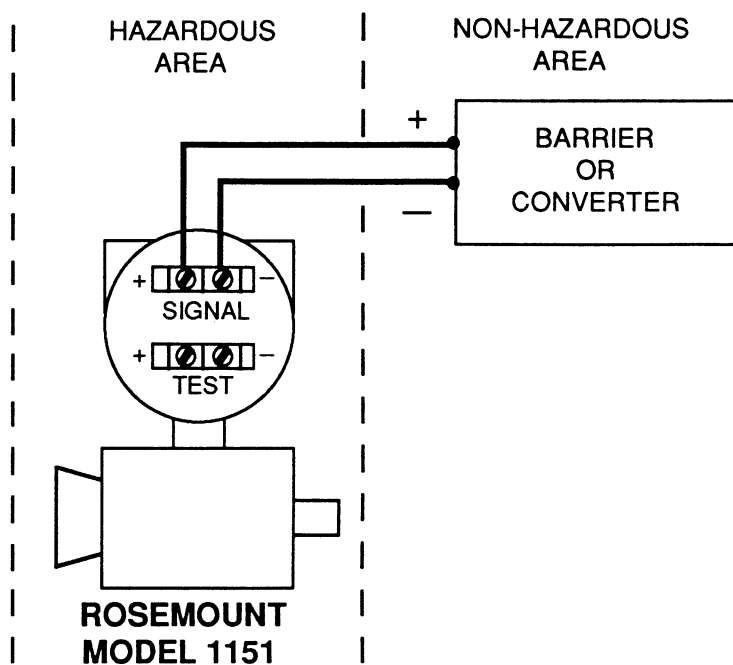 HAZARDOUS
AREA
NON-HAZARDOUS
AREA
+
BARRIER
OR
CONVERTER
—
+ –
SIGNAL
+ –
TEST
ROSEMOUNT
MODEL 1151